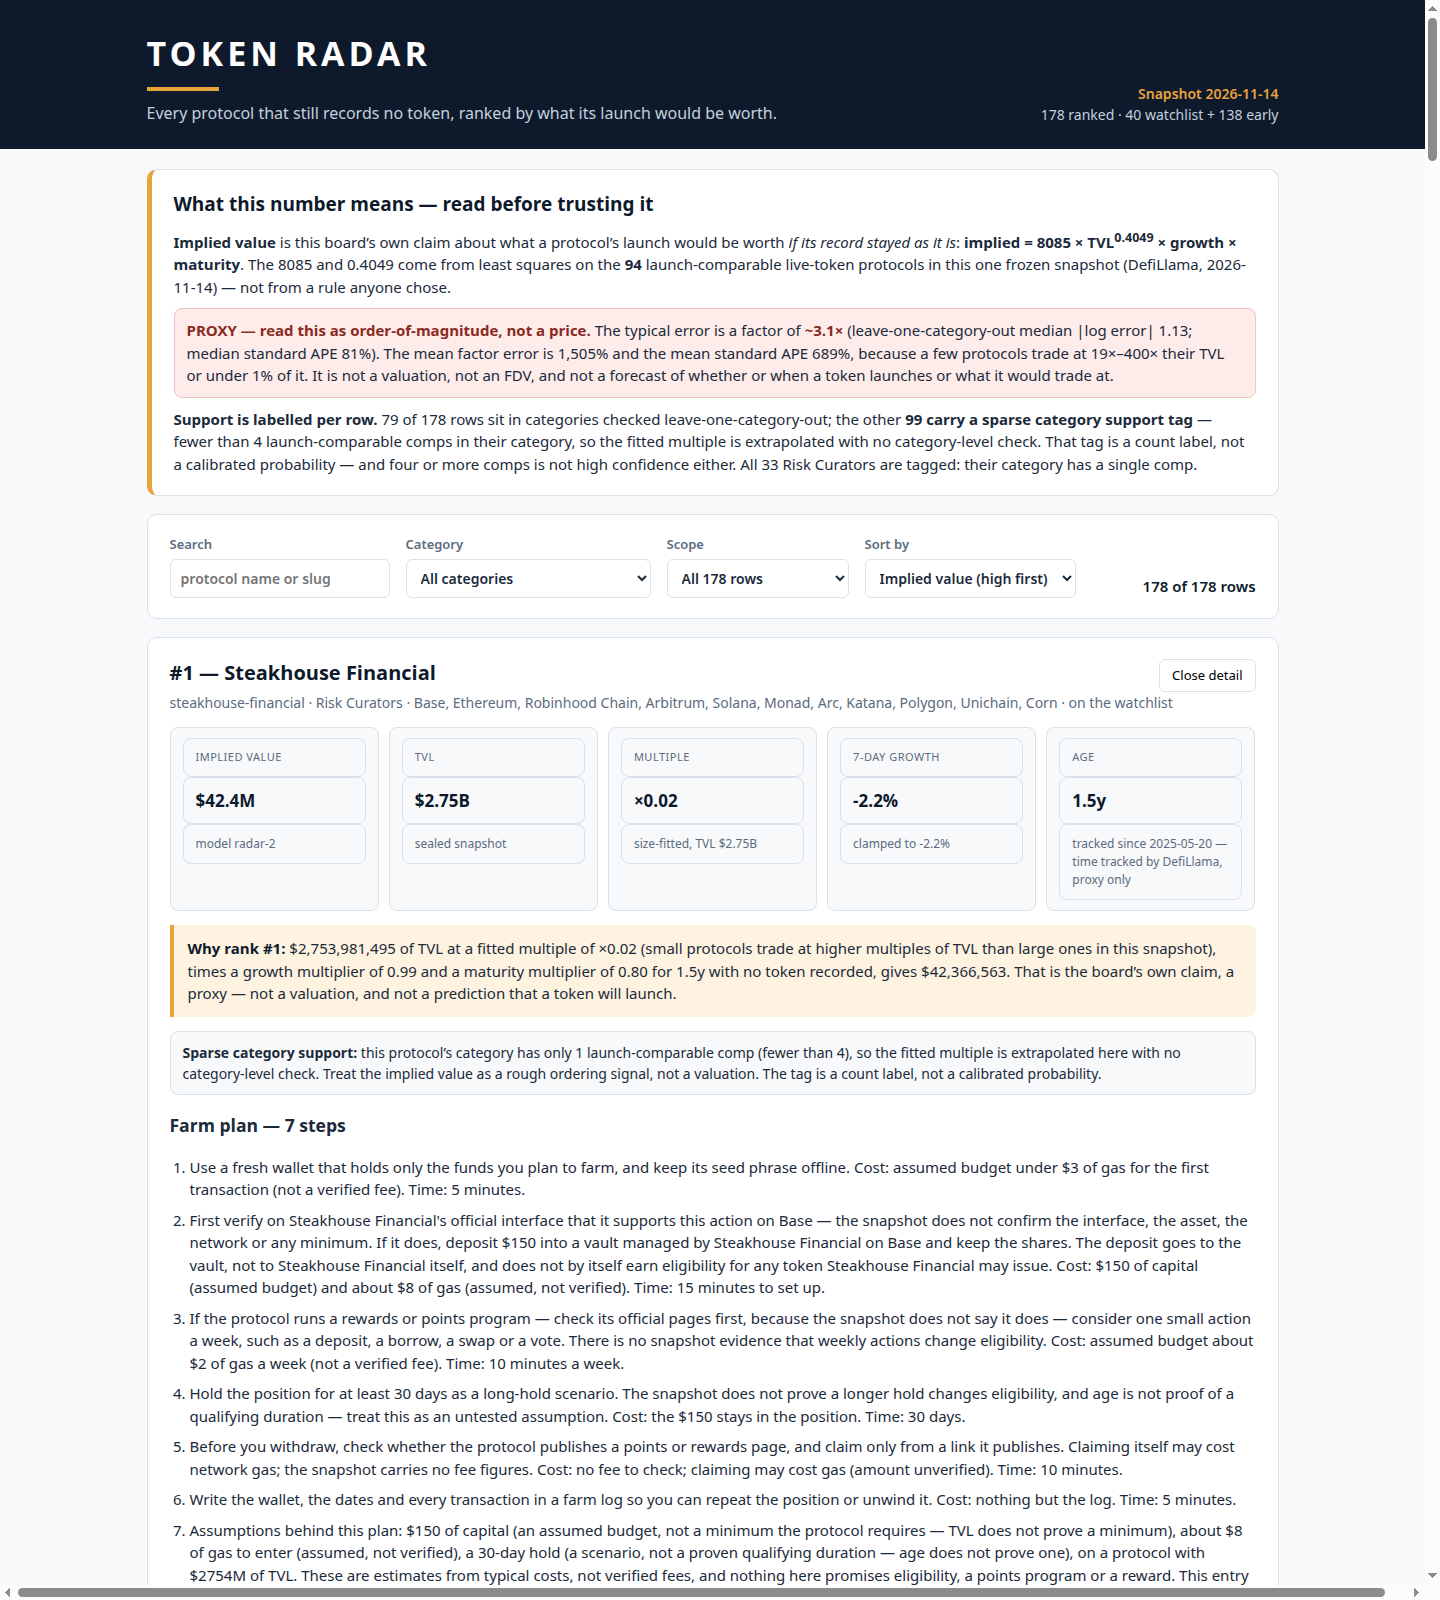 TOKEN RADAR
Every protocol that still records no token, ranked by what its launch would be worth.
Snapshot 2026-11-14
178 ranked · 40 watchlist + 138 early
What this number means — read before trusting it
Implied value is this board's own claim about what a protocol's launch would be worth if its record stayed as it is: implied = 8085 × TVL^0.4049 × growth ×
maturity. The 8085 and 0.4049 come from least squares on the 94 launch-comparable live-token protocols in this one frozen snapshot (DefiLlama, 2026-
11-14) — not from a rule anyone chose.
PROXY — read this as order-of-magnitude, not a price. The typical error is a factor of ~3.1× (leave-one-category-out median |log error| 1.13;
median standard APE 81%). The mean factor error is 1,505% and the mean standard APE 689%, because a few protocols trade at 19×–400× their TVL
or under 1% of it. It is not a valuation, not an FDV, and not a forecast of whether or when a token launches or what it would trade at.
Support is labelled per row. 79 of 178 rows sit in categories checked leave-one-category-out; the other 99 carry a sparse category support tag —
fewer than 4 launch-comparable comps in their category, so the fitted multiple is extrapolated with no category-level check. That tag is a count label, not
a calibrated probability — and four or more comps is not high confidence either. All 33 Risk Curators are tagged: their category has a single comp.
Search
Category
Scope
Sort by
protocol name or slug
All categories
All 178 rows
Implied value (high first)
178 of 178 rows
#1 — Steakhouse Financial
Close detail
steakhouse-financial · Risk Curators · Base, Ethereum, Robinhood Chain, Arbitrum, Solana, Monad, Arc, Katana, Polygon, Unichain, Corn · on the watchlist
IMPLIED VALUE
$42.4M
model radar-2
TVL
$2.75B
sealed snapshot
MULTIPLE
×0.02
size-fitted, TVL $2.75B
7-DAY GROWTH
-2.2%
clamped to -2.2%
AGE
1.5y
tracked since 2025-05-20 —
time tracked by DefiLlama,
proxy only
Why rank #1: $2,753,981,495 of TVL at a fitted multiple of ×0.02 (small protocols trade at higher multiples of TVL than large ones in this snapshot),
times a growth multiplier of 0.99 and a maturity multiplier of 0.80 for 1.5y with no token recorded, gives $42,366,563. That is the board's own claim, a
proxy — not a valuation, and not a prediction that a token will launch.
Sparse category support: this protocol's category has only 1 launch-comparable comp (fewer than 4), so the fitted multiple is extrapolated here with no
category-level check. Treat the implied value as a rough ordering signal, not a valuation. The tag is a count label, not a calibrated probability.
Farm plan — 7 steps
1. Use a fresh wallet that holds only the funds you plan to farm, and keep its seed phrase offline. Cost: assumed budget under $3 of gas for the first
transaction (not a verified fee). Time: 5 minutes.
2. First verify on Steakhouse Financial's official interface that it supports this action on Base — the snapshot does not confirm the interface, the asset, the
network or any minimum. If it does, deposit $150 into a vault managed by Steakhouse Financial on Base and keep the shares. The deposit goes to the
vault, not to Steakhouse Financial itself, and does not by itself earn eligibility for any token Steakhouse Financial may issue. Cost: $150 of capital
(assumed budget) and about $8 of gas (assumed, not verified). Time: 15 minutes to set up.
3. If the protocol runs a rewards or points program — check its official pages first, because the snapshot does not say it does — consider one small action
a week, such as a deposit, a borrow, a swap or a vote. There is no snapshot evidence that weekly actions change eligibility. Cost: assumed budget about
$2 of gas a week (not a verified fee). Time: 10 minutes a week.
4. Hold the position for at least 30 days as a long-hold scenario. The snapshot does not prove a longer hold changes eligibility, and age is not proof of a
qualifying duration — treat this as an untested assumption. Cost: the $150 stays in the position. Time: 30 days.
5. Before you withdraw, check whether the protocol publishes a points or rewards page, and claim only from a link it publishes. Claiming itself may cost
network gas; the snapshot carries no fee figures. Cost: no fee to check; claiming may cost gas (amount unverified). Time: 10 minutes.
6. Write the wallet, the dates and every transaction in a farm log so you can repeat the position or unwind it. Cost: nothing but the log. Time: 5 minutes.
7. Assumptions behind this plan: $150 of capital (an assumed budget, not a minimum the protocol requires — TVL does not prove a minimum), about $8
of gas to enter (assumed, not verified), a 30-day hold (a scenario, not a proven qualifying duration — age does not prove one), on a protocol with
$2754M of TVL. These are estimates from typical costs, not verified fees, and nothing here promises eligibility, a points program or a reward. This entry